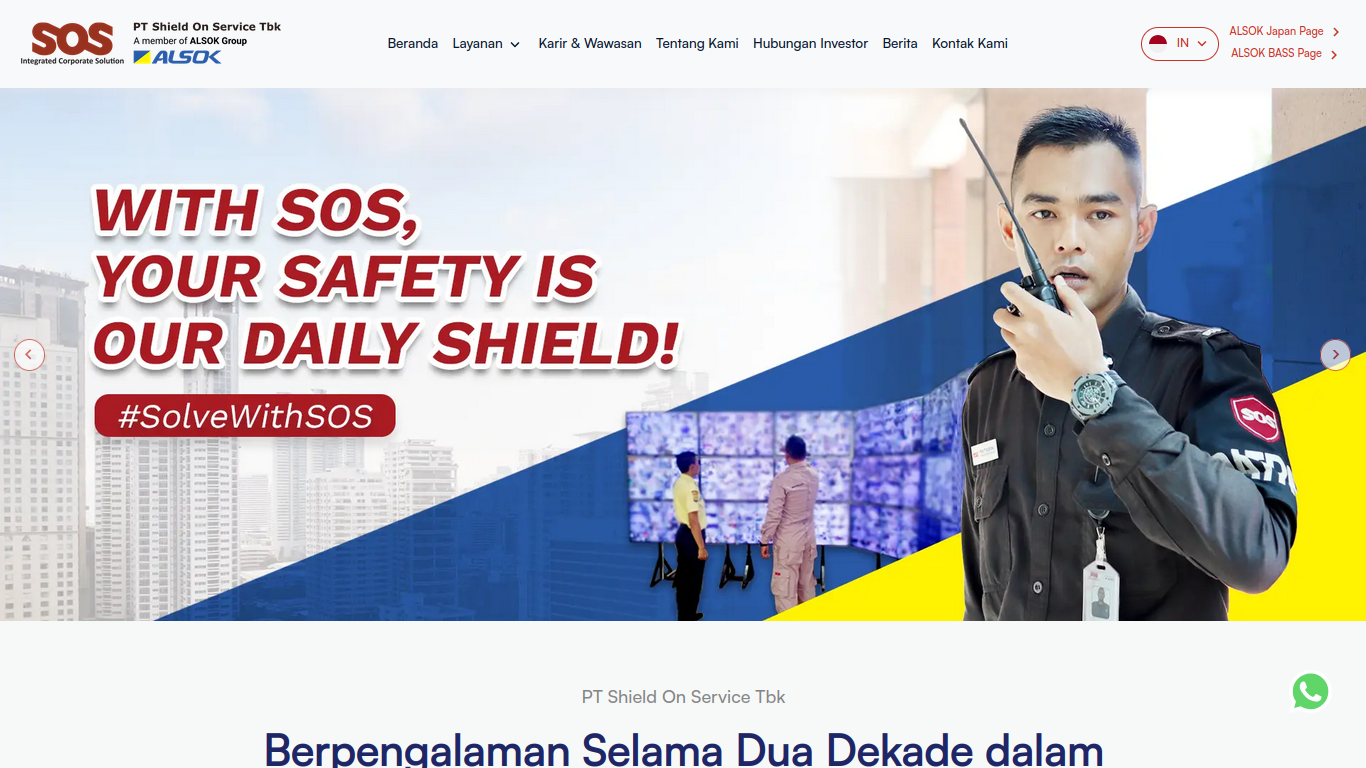 SOS
Integrated Corporate Solution
PT Shield On Service Tbk
A member of ALSOK Group
ALSOK
Beranda
Layanan
Karir & Wawasan
Tentang Kami
Hubungan Investor
Berita
Kontak Kami
IN
ALSOK Japan Page
ALSOK BASS Page
WITH SOS,
YOUR SAFETY IS
OUR DAILY SHIELD!
#SolveWithSOS
SOS
PT Shield On Service Tbk
Berpengalaman Selama Dua Dekade dalam